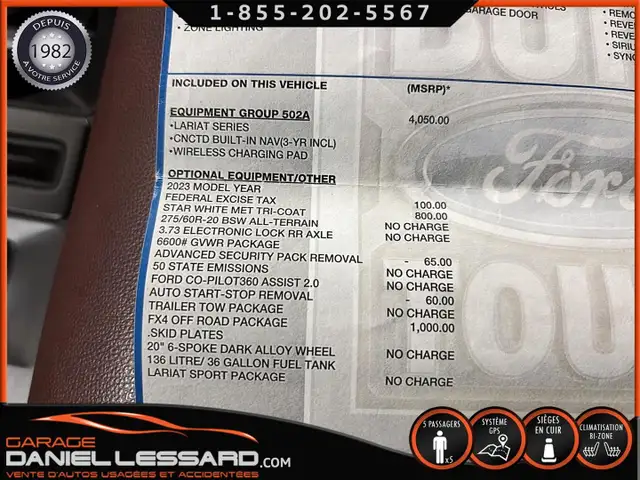 DEPUIS
1982
À VOTRE SERVICE
1-855-202-5567
• ZONE LIGHTING
GARAGE DOOR
• REMO
• REVE
• REVE
• SIRIU
• SYNC
INCLUDED ON THIS VEHICLE
(MSRP)*
EQUIPMENT GROUP 502A
4,050.00
•LARIAT SERIES
•CNCTD BUILT-IN NAV(3-YR INCL)
•WIRELESS CHARGING PAD
OPTIONAL EQUIPMENT/OTHER
2023 MODEL YEAR
FEDERAL EXCISE TAX
100.00
STAR WHITE MET TRI-COAT
800.00
275/60R-20 BSW ALL-TERRAIN
NO CHARGE
3.73 ELECTRONIC LOCK RR AXLE
NO CHARGE
6600# GVWR PACKAGE
ADVANCED SECURITY PACK REMOVAL
- 65.00
50 STATE EMISSIONS
NO CHARGE
FORD CO-PILOT360 ASSIST 2.0
NO CHARGE
AUTO START-STOP REMOVAL
- 60.00
TRAILER TOW PACKAGE
NO CHARGE
FX4 OFF ROAD PACKAGE
1,000.00
.SKID PLATES
20" 6-SPOKE DARK ALLOY WHEEL
NO CHARGE
136 LITRE/ 36 GALLON FUEL TANK
LARIAT SPORT PACKAGE
NO CHARGE
Ford
GARAGE
DANIEL LESSARD.COM
VENTE D'AUTOS USAGÉES ET ACCIDENTÉES
5 PASSAGERS
x5
SYSTÈME
GPS
SIÈGES
EN CUIR
CLIMATISATION
BI-ZONE